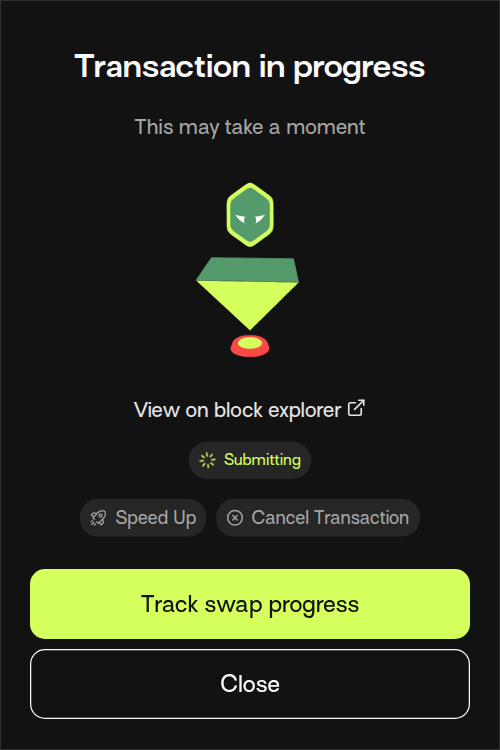 Transaction in progress
This may take a moment
View on block explorer
Submitting
Speed Up
Cancel Transaction
Track swap progress
Close